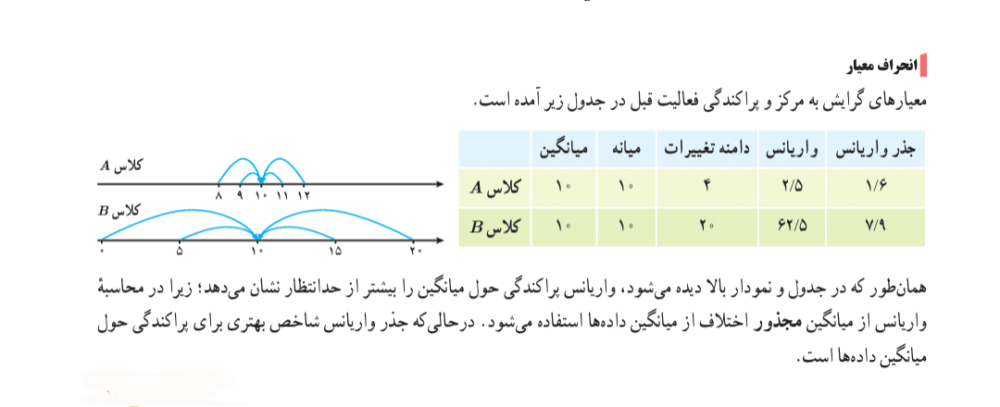 انحراف معیار
معیارهای گرایش به مرکز و پراکندگی فعالیت قبل در جدول زیر آمده است.
میانگین میانه دامنه تغییرات واریانس جذر واریانس
کلاس A ۱۰ ۱۰ ۴ ۲/۵ ۱/۶
کلاس B ۱۰ ۱۰ ۲۰ ۶۲/۵ ۷/۹
کلاس A
۸ ۹ ۱۰ ۱۱ ۱۲
کلاس B
۰ ۵ ۱۰ ۱۵ ۲۰
همان‌طور که در جدول و نمودار بالا دیده می‌شود، واریانس پراکندگی حول میانگین را بیشتر از حدانتظار نشان می‌دهد؛ زیرا در محاسبهٔ
واریانس از میانگین مجذور اختلاف از میانگین داده‌ها استفاده می‌شود. درحالی‌که جذر واریانس شاخص بهتری برای پراکندگی حول
میانگین داده‌ها است.